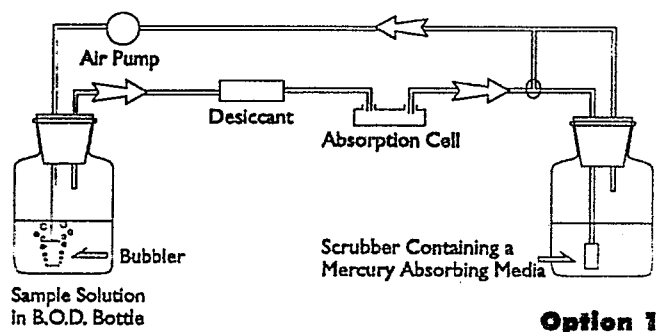 Air Pump
Desiccant
Absorption Cell
Bubbler
Scrubber Containing a
Mercury Absorbing Media
Sample Solution
in B.O.D. Bottle
Option 1